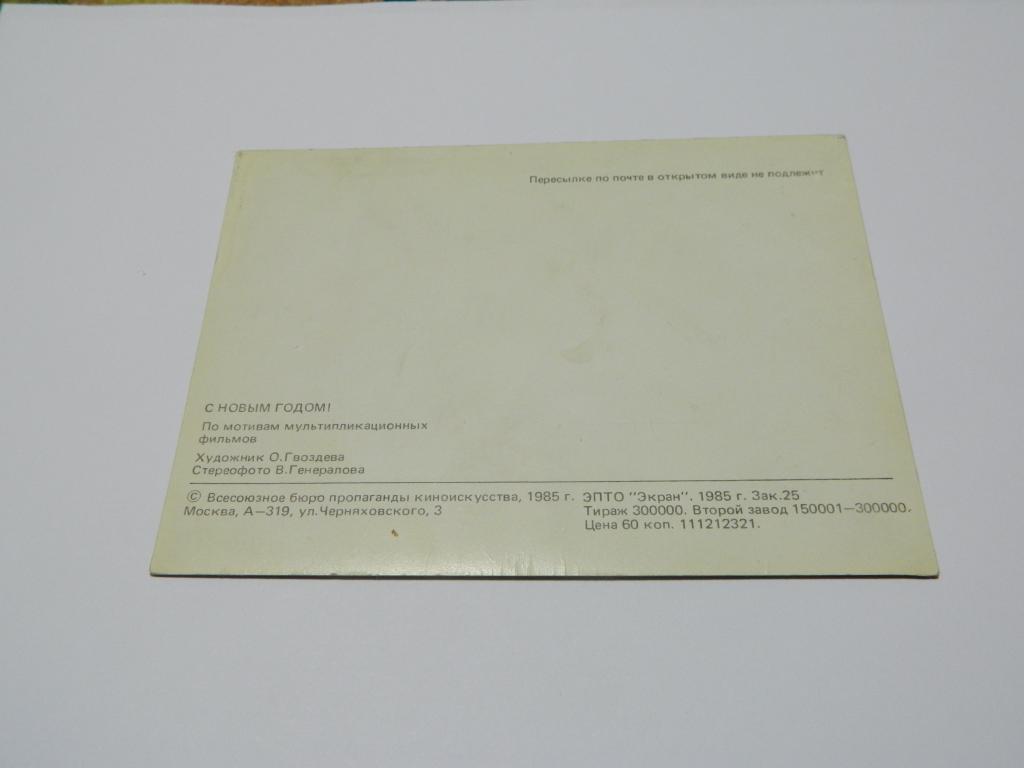 Пересылке по почте в открытом виде не подлежит
С НОВЫМ ГОДОМ!
По мотивам мультипликационных
фильмов
Художник О.Гвоздева
Стереофото В.Генералова
© Всесоюзное бюро пропаганды киноискусства, 1985 г.
Москва, А—319, ул.Черняховского, 3
ЭПТО "Экран". 1985 г. Зак.25
Тираж 300000. Второй завод 150001—300000.
Цена 60 коп. 111212321.